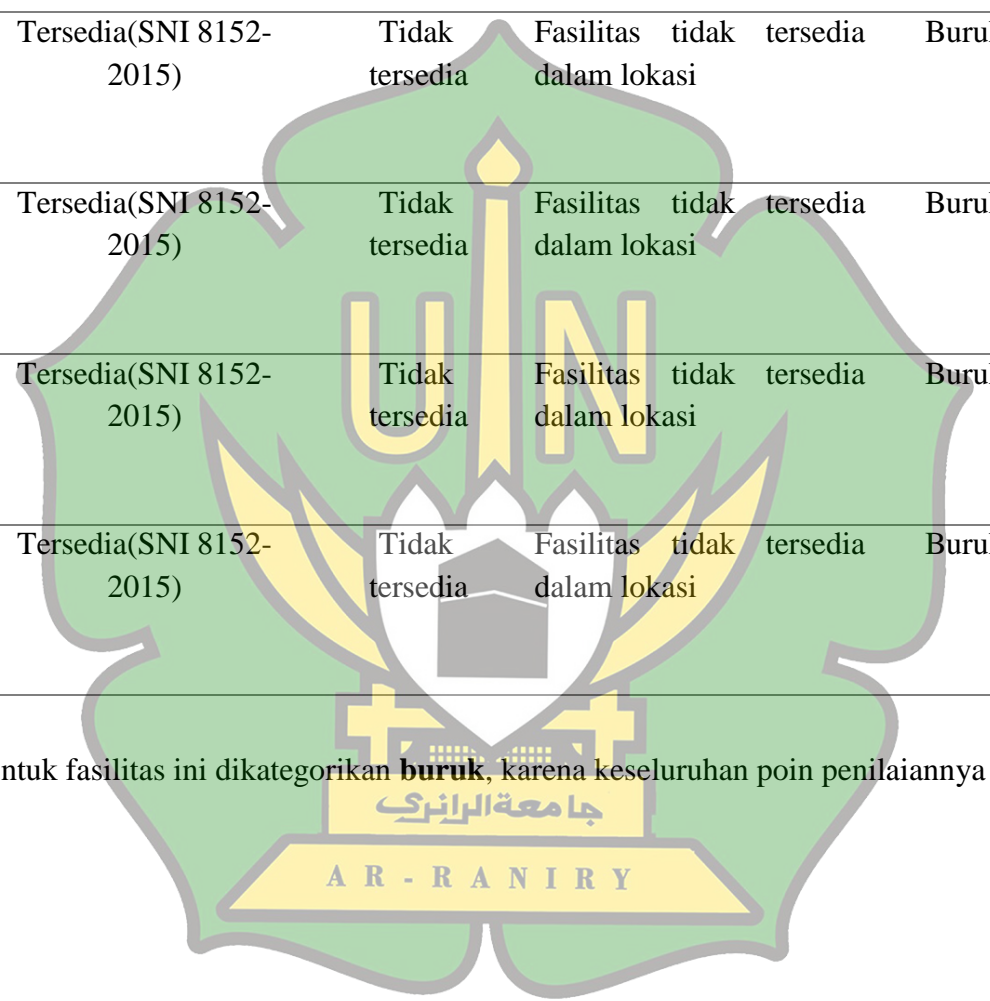 Tersedia(SNI 8152- Tidak Fasilitas tidak tersedia
2015) tersedia dalam lokasi
Tersedia(SNI 8152- Tidak Fasilitas tidak tersedia
2015) tersedia dalam lokasi
UIN
Tersedia(SNI 8152- Tidak Fasilitas tidak tersedia
2015) tersedia dalam lokasi
Tersedia(SNI 8152- Tidak Fasilitas tidak tersedia
2015) tersedia dalam lokasi
fasilitas ini dikategorikan buruk, karena keseluruhan poin penilaiannya
جامعة الرانري
AR-RANIRY